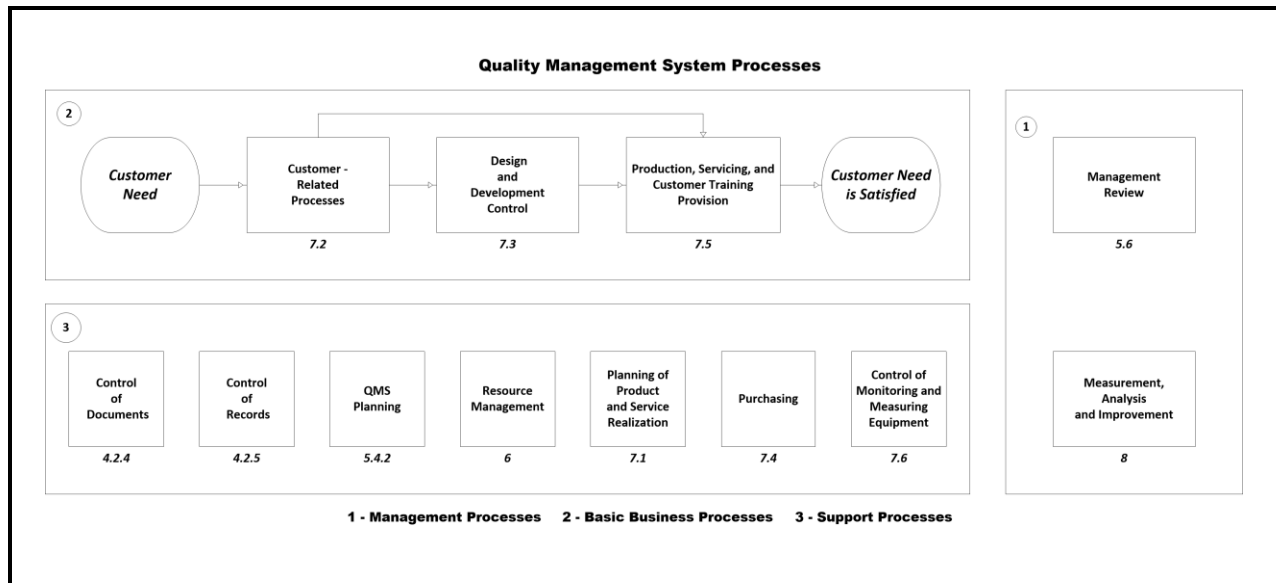 Quality Management System Processes
2
Customer
Need
Customer -
Related
Processes
7.2
Design
and
Development
Control
7.3
Production, Servicing, and
Customer Training
Provision
7.5
Customer Need
is Satisfied
1
Management
Review
5.6
Measurement,
Analysis
and Improvement
8
3
Control
of
Documents
4.2.4
Control
of
Records
4.2.5
QMS
Planning
5.4.2
Resource
Management
6
Planning of
Product
and Service
Realization
7.1
Purchasing
7.4
Control of
Monitoring and
Measuring
Equipment
7.6
1 - Management Processes 2 - Basic Business Processes 3 - Support Processes